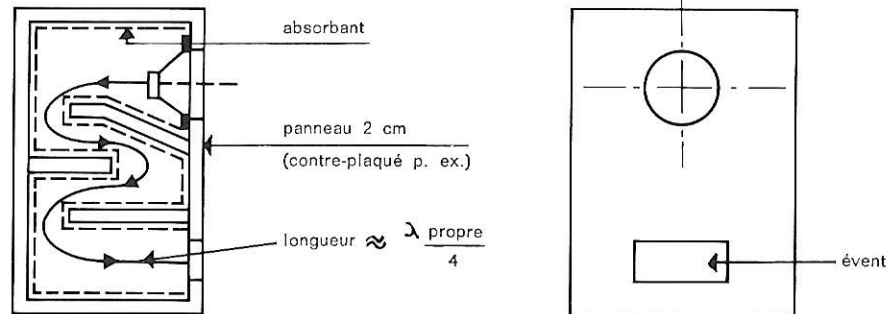 absorbant
panneau 2 cm
(contre-plaqué p. ex.)
longueur ≈ λ propre
4
évent